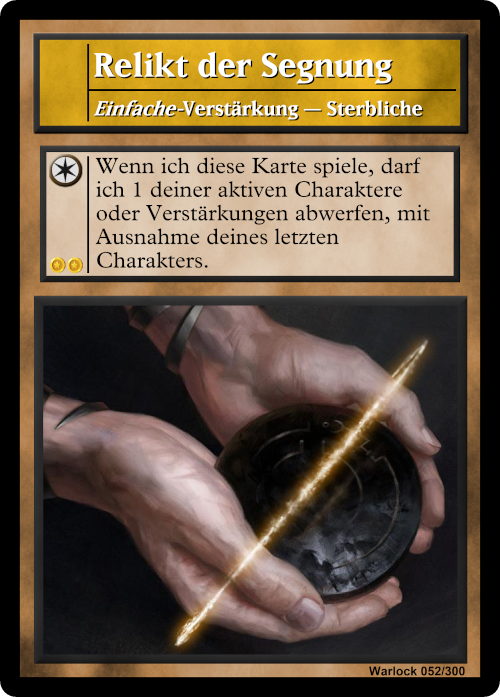 Relikt der Segnung
Einfache-Verstärkung — Sterbliche
Wenn ich diese Karte spiele, darf
ich 1 deiner aktiven Charaktere
oder Verstärkungen abwerfen, mit
Ausnahme deines letzten
Charakters.
Warlock 052/300